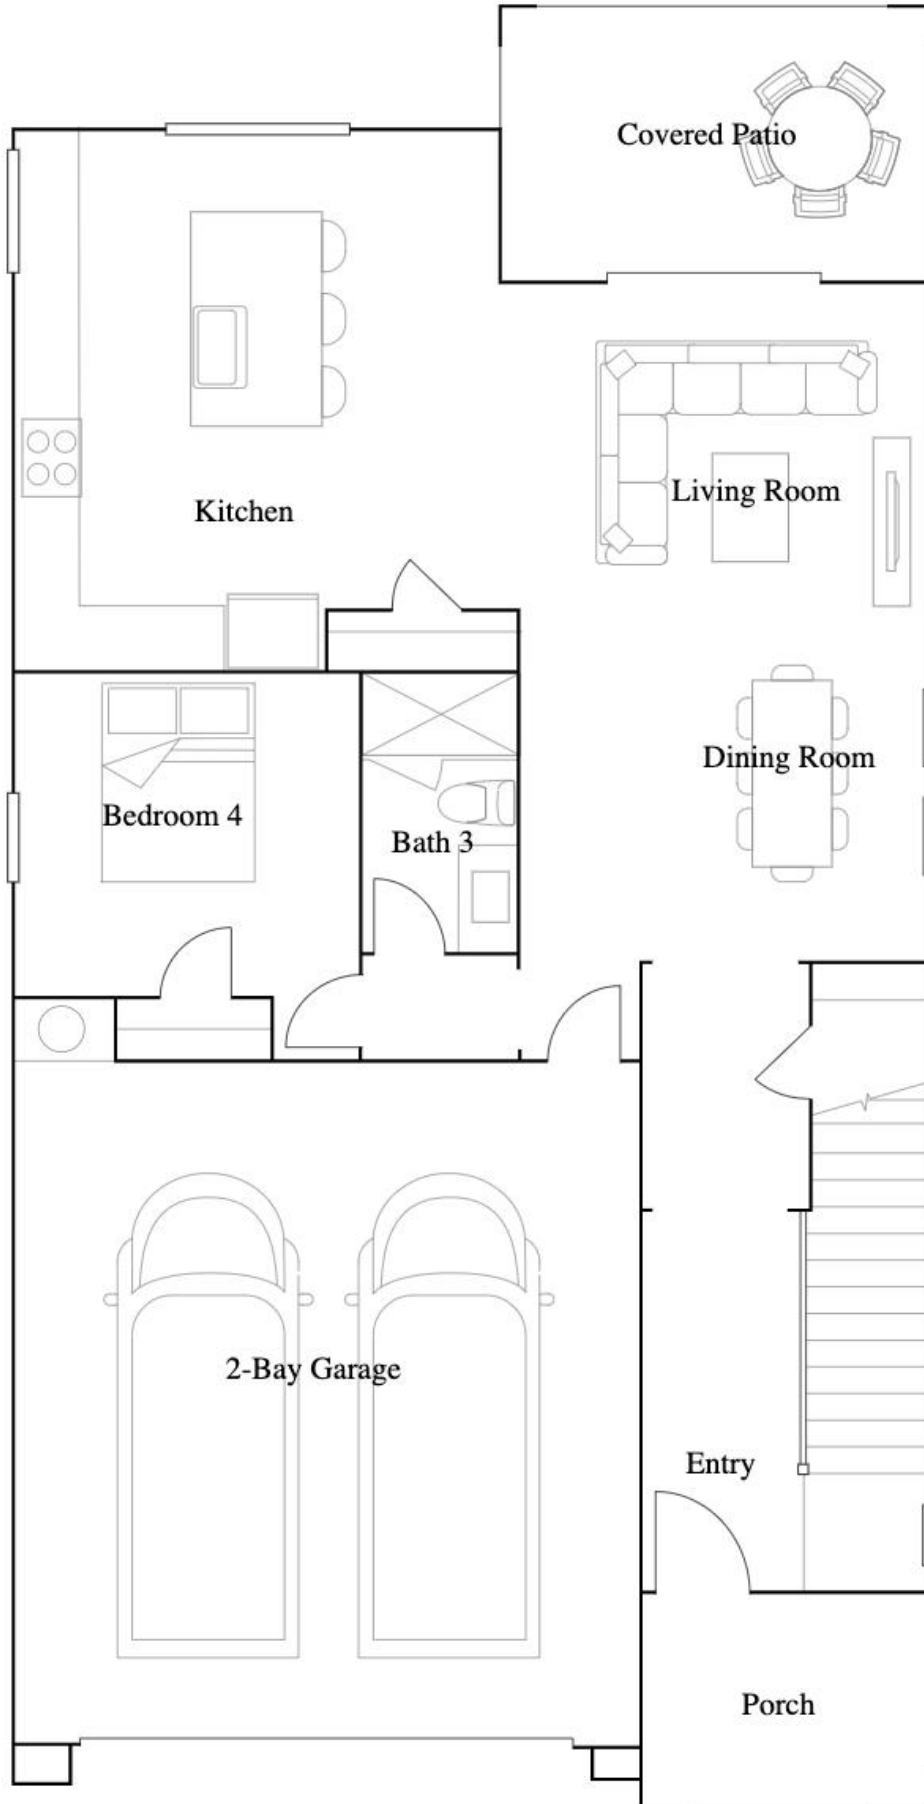 Covered Patio
Kitchen
Living Room
Dining Room
Bedroom 4
Bath 3
2-Bay Garage
Entry
Porch